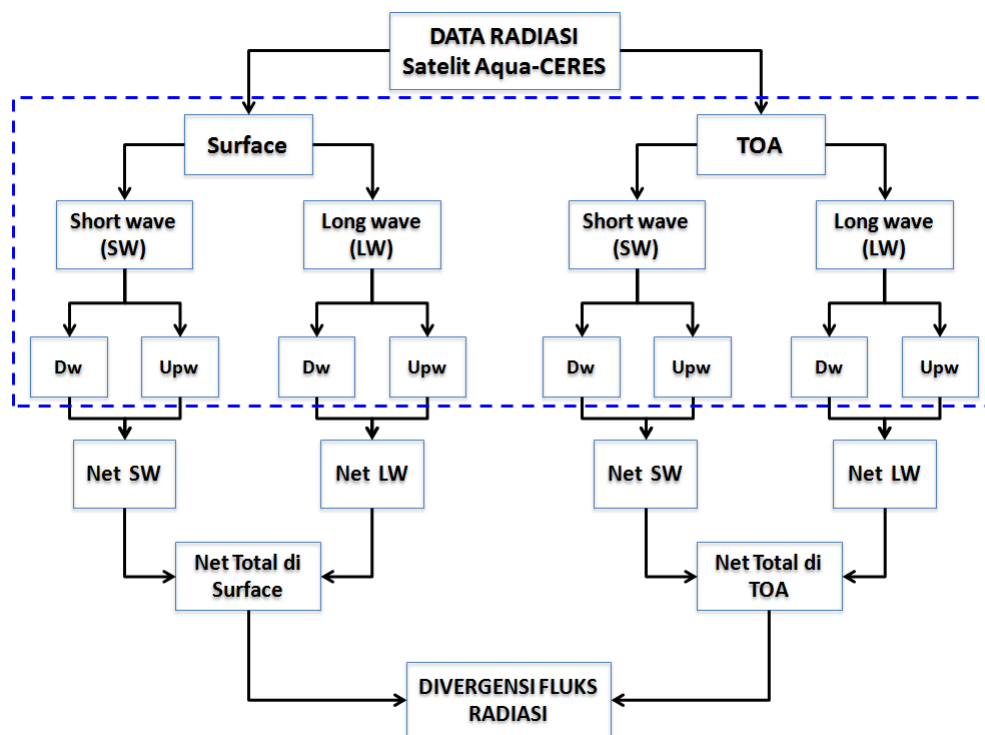 DATA RADIASI
Satelit Aqua-CERES
Surface
TOA
Short wave
(SW)
Long wave
(LW)
Short wave
(SW)
Long wave
(LW)
Dw
Upw
Dw
Upw
Dw
Upw
Dw
Upw
Net SW
Net LW
Net SW
Net LW
Net Total di
Surface
Net Total di
TOA
DIVERGENSI FLUKS
RADIASI